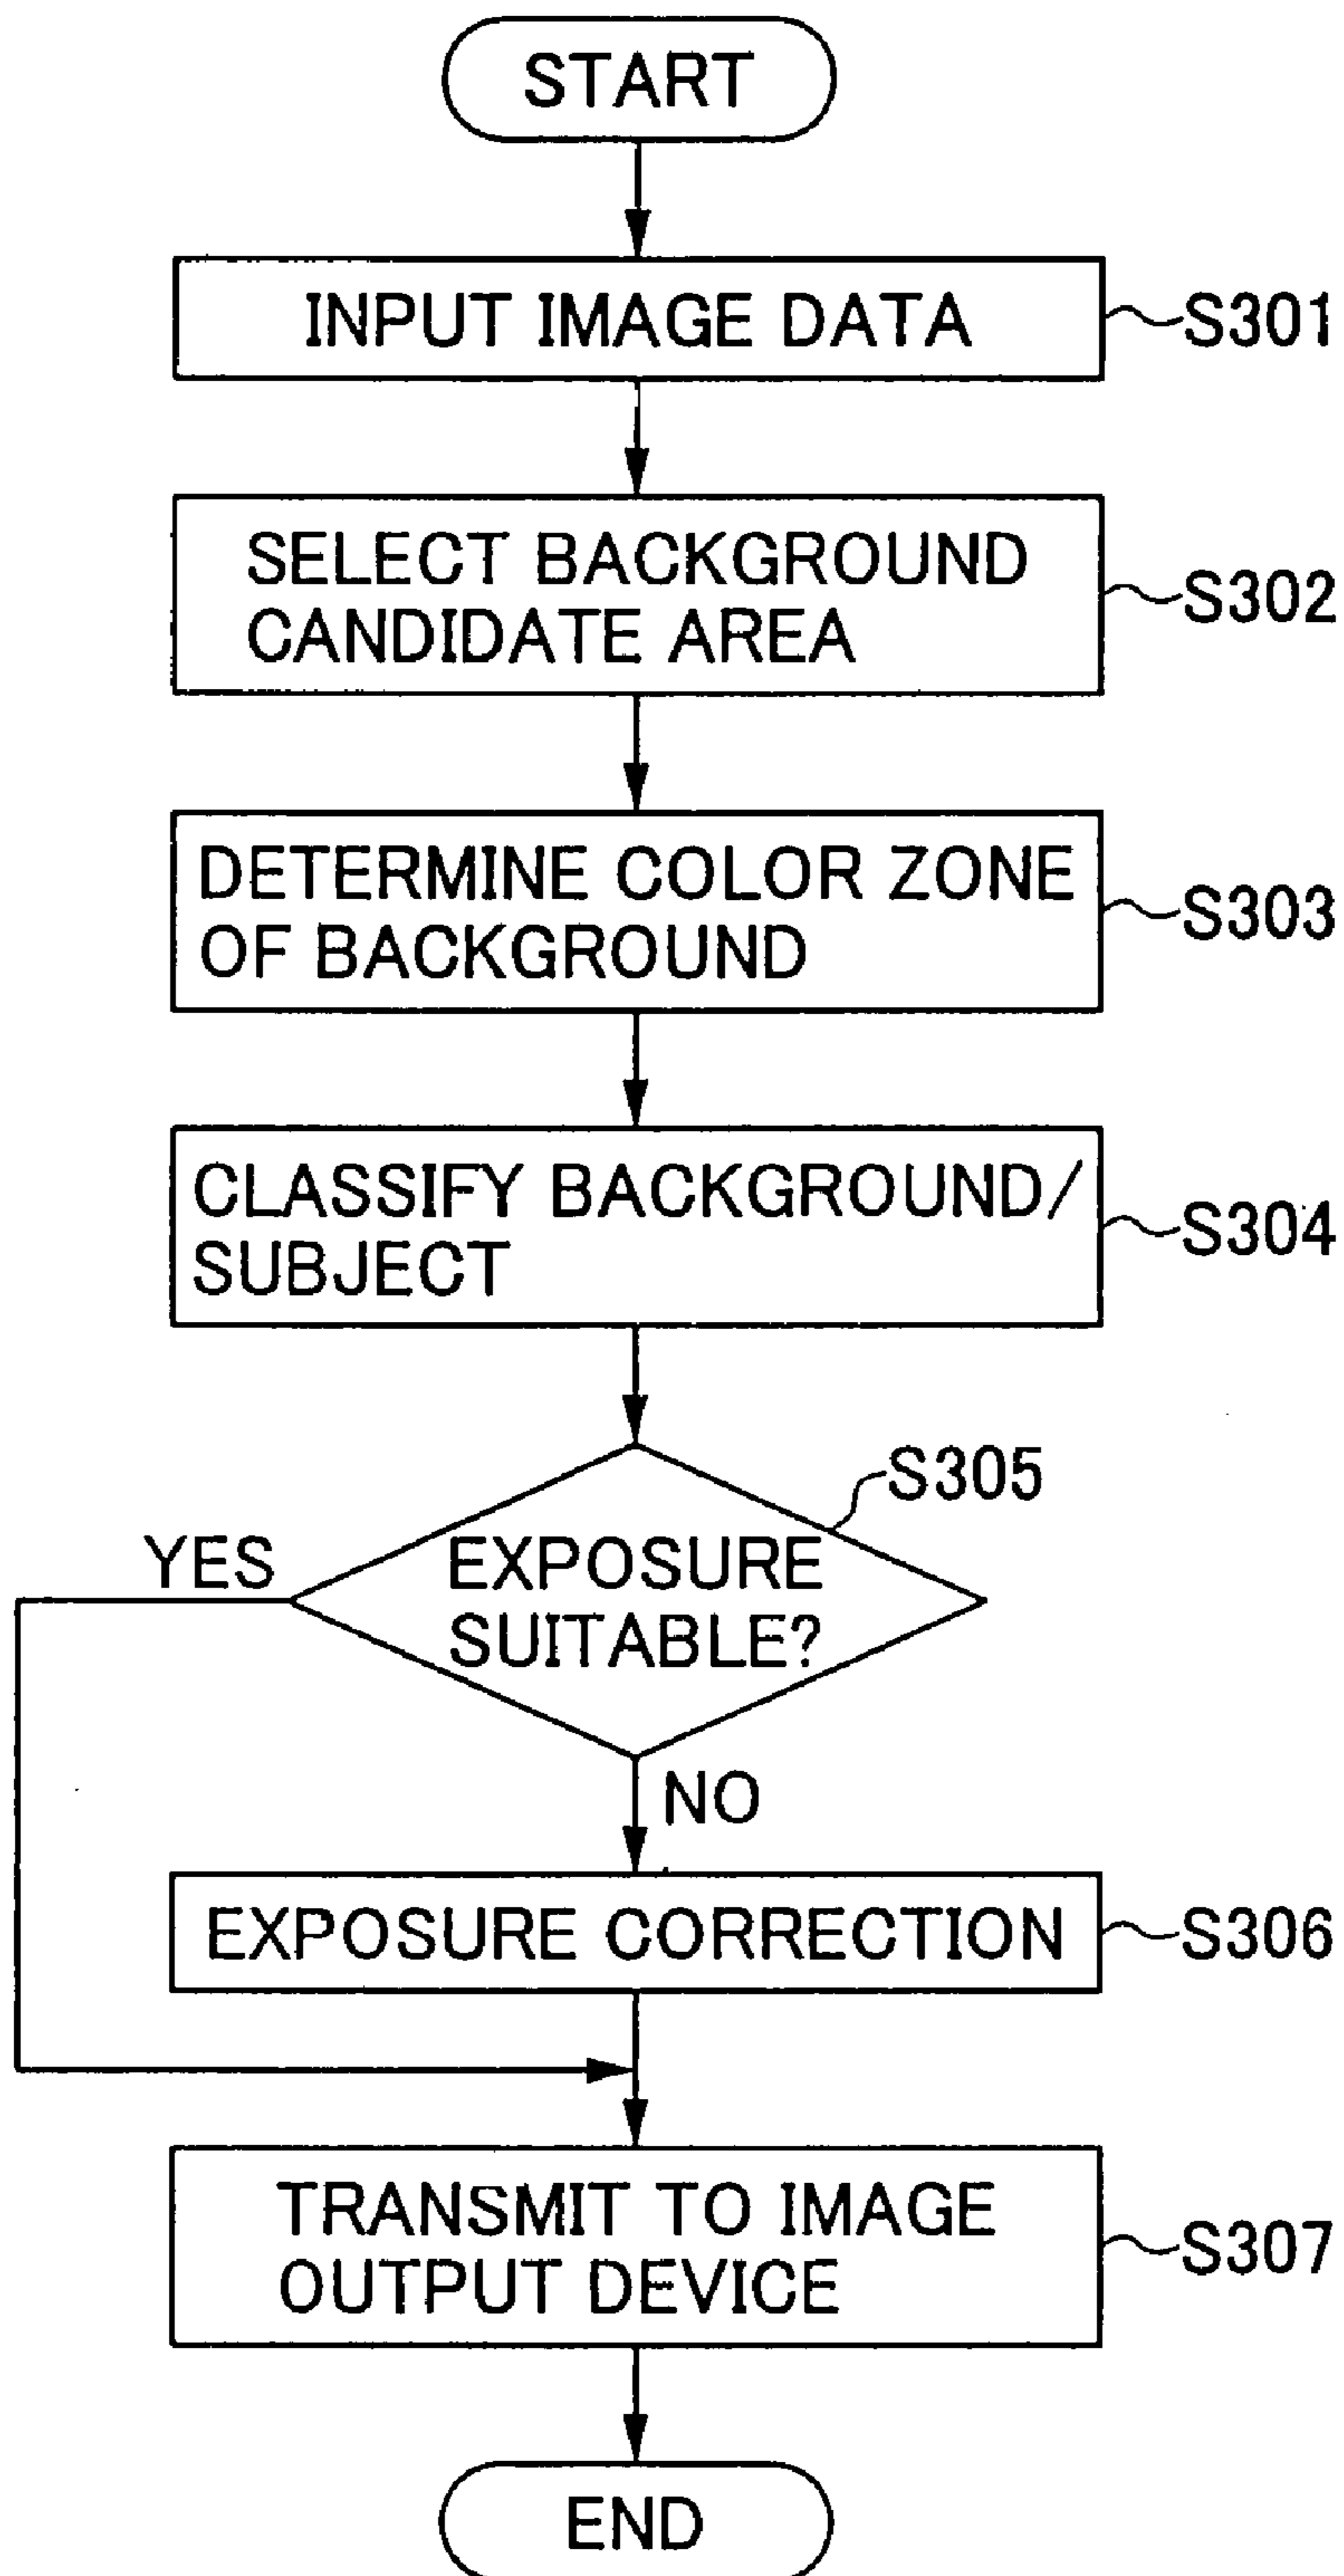 START
INPUT IMAGE DATA
S301
SELECT BACKGROUND
CANDIDATE AREA
S302
DETERMINE COLOR ZONE
OF BACKGROUND
S303
CLASSIFY BACKGROUND/
SUBJECT
S304
S305
YES
EXPOSURE
SUITABLE?
NO
EXPOSURE CORRECTION
S306
TRANSMIT TO IMAGE
OUTPUT DEVICE
S307
END